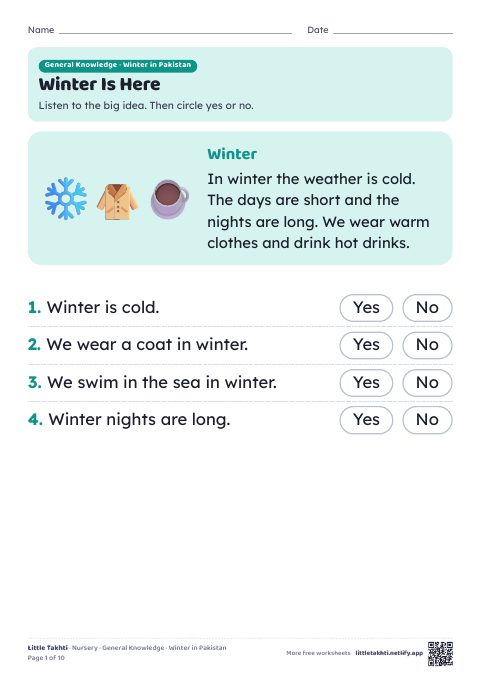 Name Date
General Knowledge · Winter in Pakistan
Winter Is Here
Listen to the big idea. Then circle yes or no.
Winter
In winter the weather is cold.
The days are short and the
nights are long. We wear warm
clothes and drink hot drinks.
1. Winter is cold. Yes No
2. We wear a coat in winter. Yes No
3. We swim in the sea in winter. Yes No
4. Winter nights are long. Yes No
Little Takhti · Nursery · General Knowledge · Winter in Pakistan
Page 1 of 10
More free worksheets littletakhti.netlify.app